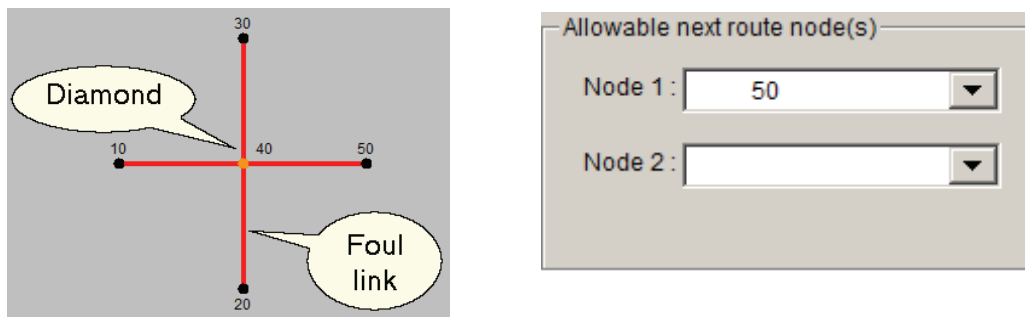 30
Diamond
10
40
50
Foul
link
20
Allowable next route node(s)
Node 1 : 50
Node 2 :